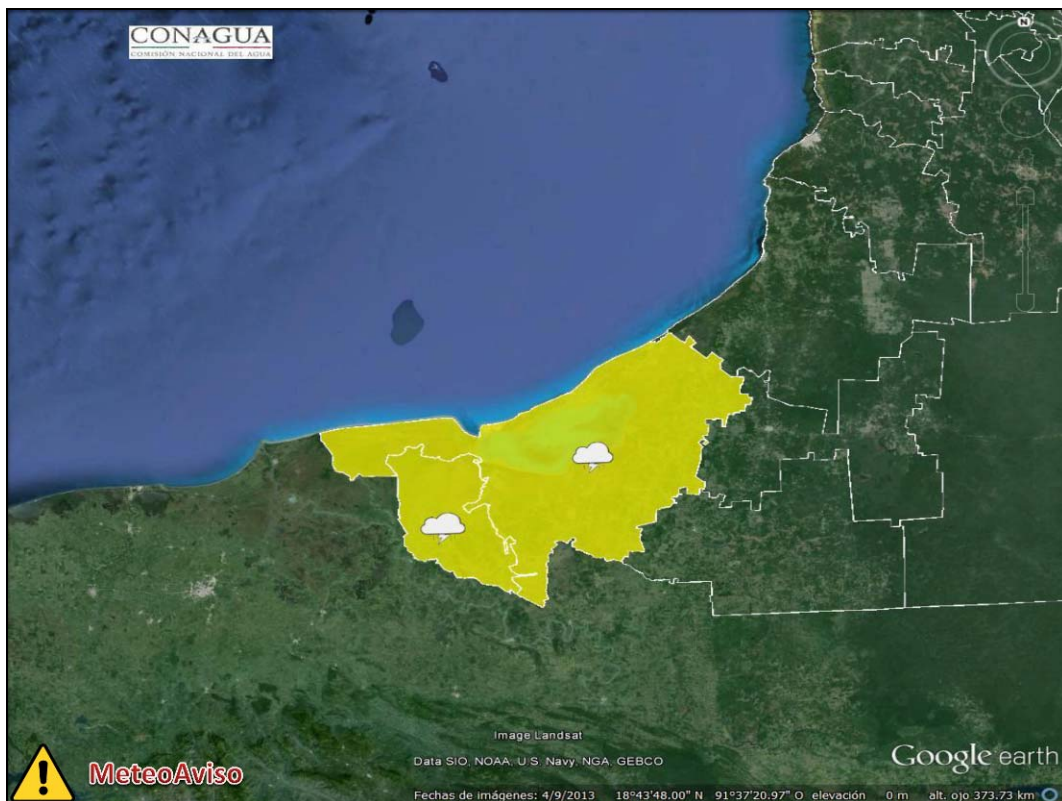 CONAGUA
COMISIÓN NACIONAL DEL AGUA
N
Image Landsat
Data SIO, NOAA, U.S. Navy, NGA, GEBCO
Google earth
MeteoAviso
Fechas de imágenes: 4/9/2013 18°43'48.00" N 91°37'20.97" O elevación 0 m alt. ojo 373.73 km